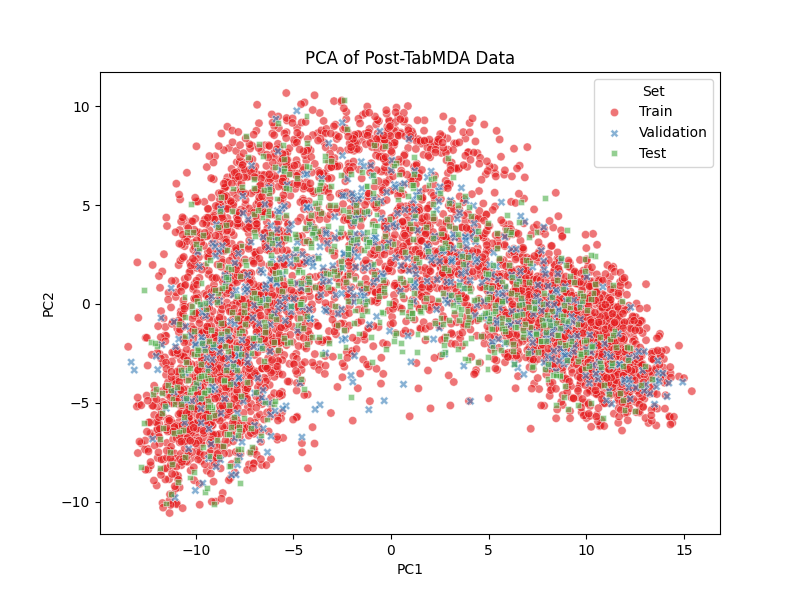 PCA of Post-TabMDA Data
Set
Train
Validation
Test
PC2
10
5
0
−5
−10
−10 −5 0 5 10 15
PC1